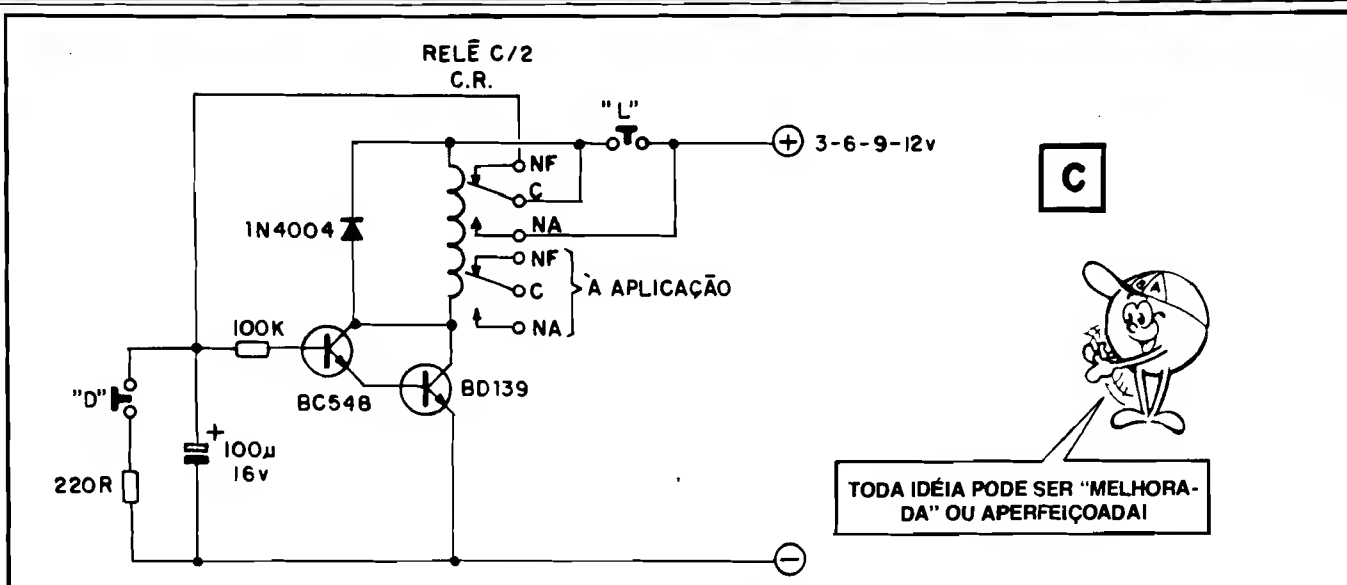 RELÊ C/2
C.R.
"L"
+ 3-6-9-12v
C
NF
C
NA
1N4004
NF
C
NA
À APLICAÇÃO
100K
BC548
BD139
"D"
+
100µ
16v
220R
TODA IDÉIA PODE SER "MELHORA-
DA" OU APERFEIÇOADA!
−